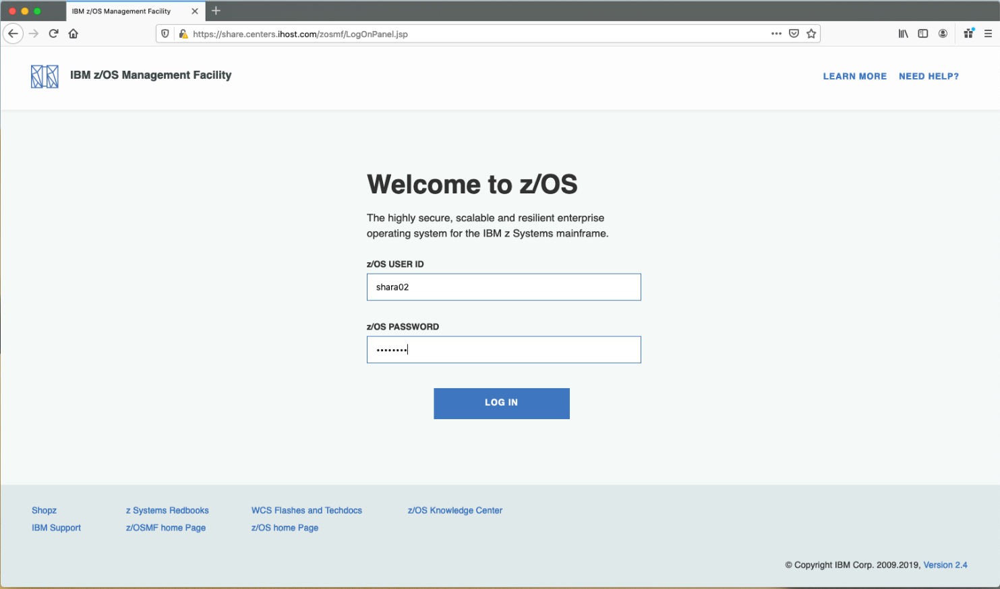 IBM z/OS Management Facility
https://share.centers.ihost.com/zosmf/LogOnPanel.jsp
IBM z/OS Management Facility
LEARN MORE NEED HELP?
Welcome to z/OS
The highly secure, scalable and resilient enterprise
operating system for the IBM z Systems mainframe.
z/OS USER ID
shara02
z/OS PASSWORD
••••••••
LOG IN
Shopz z Systems Redbooks WCS Flashes and Techdocs z/OS Knowledge Center
IBM Support z/OSMF home Page z/OS home Page
© Copyright IBM Corp. 2009.2019, Version 2.4